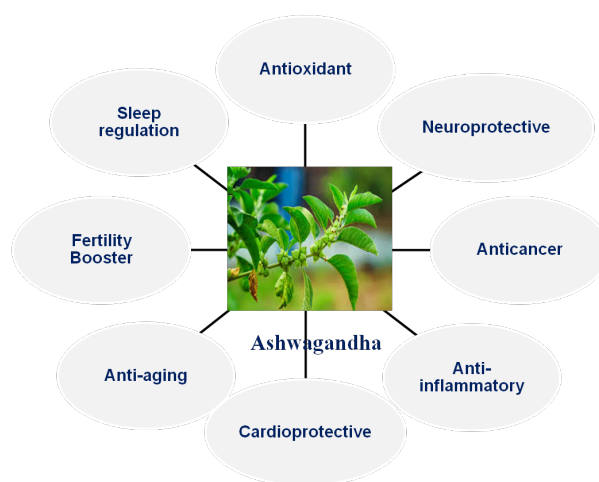 Antioxidant
Sleep
regulation
Neuroprotective
Fertility
Booster
Anticancer
Ashwagandha
Anti-aging
Anti-
inflammatory
Cardioprotective